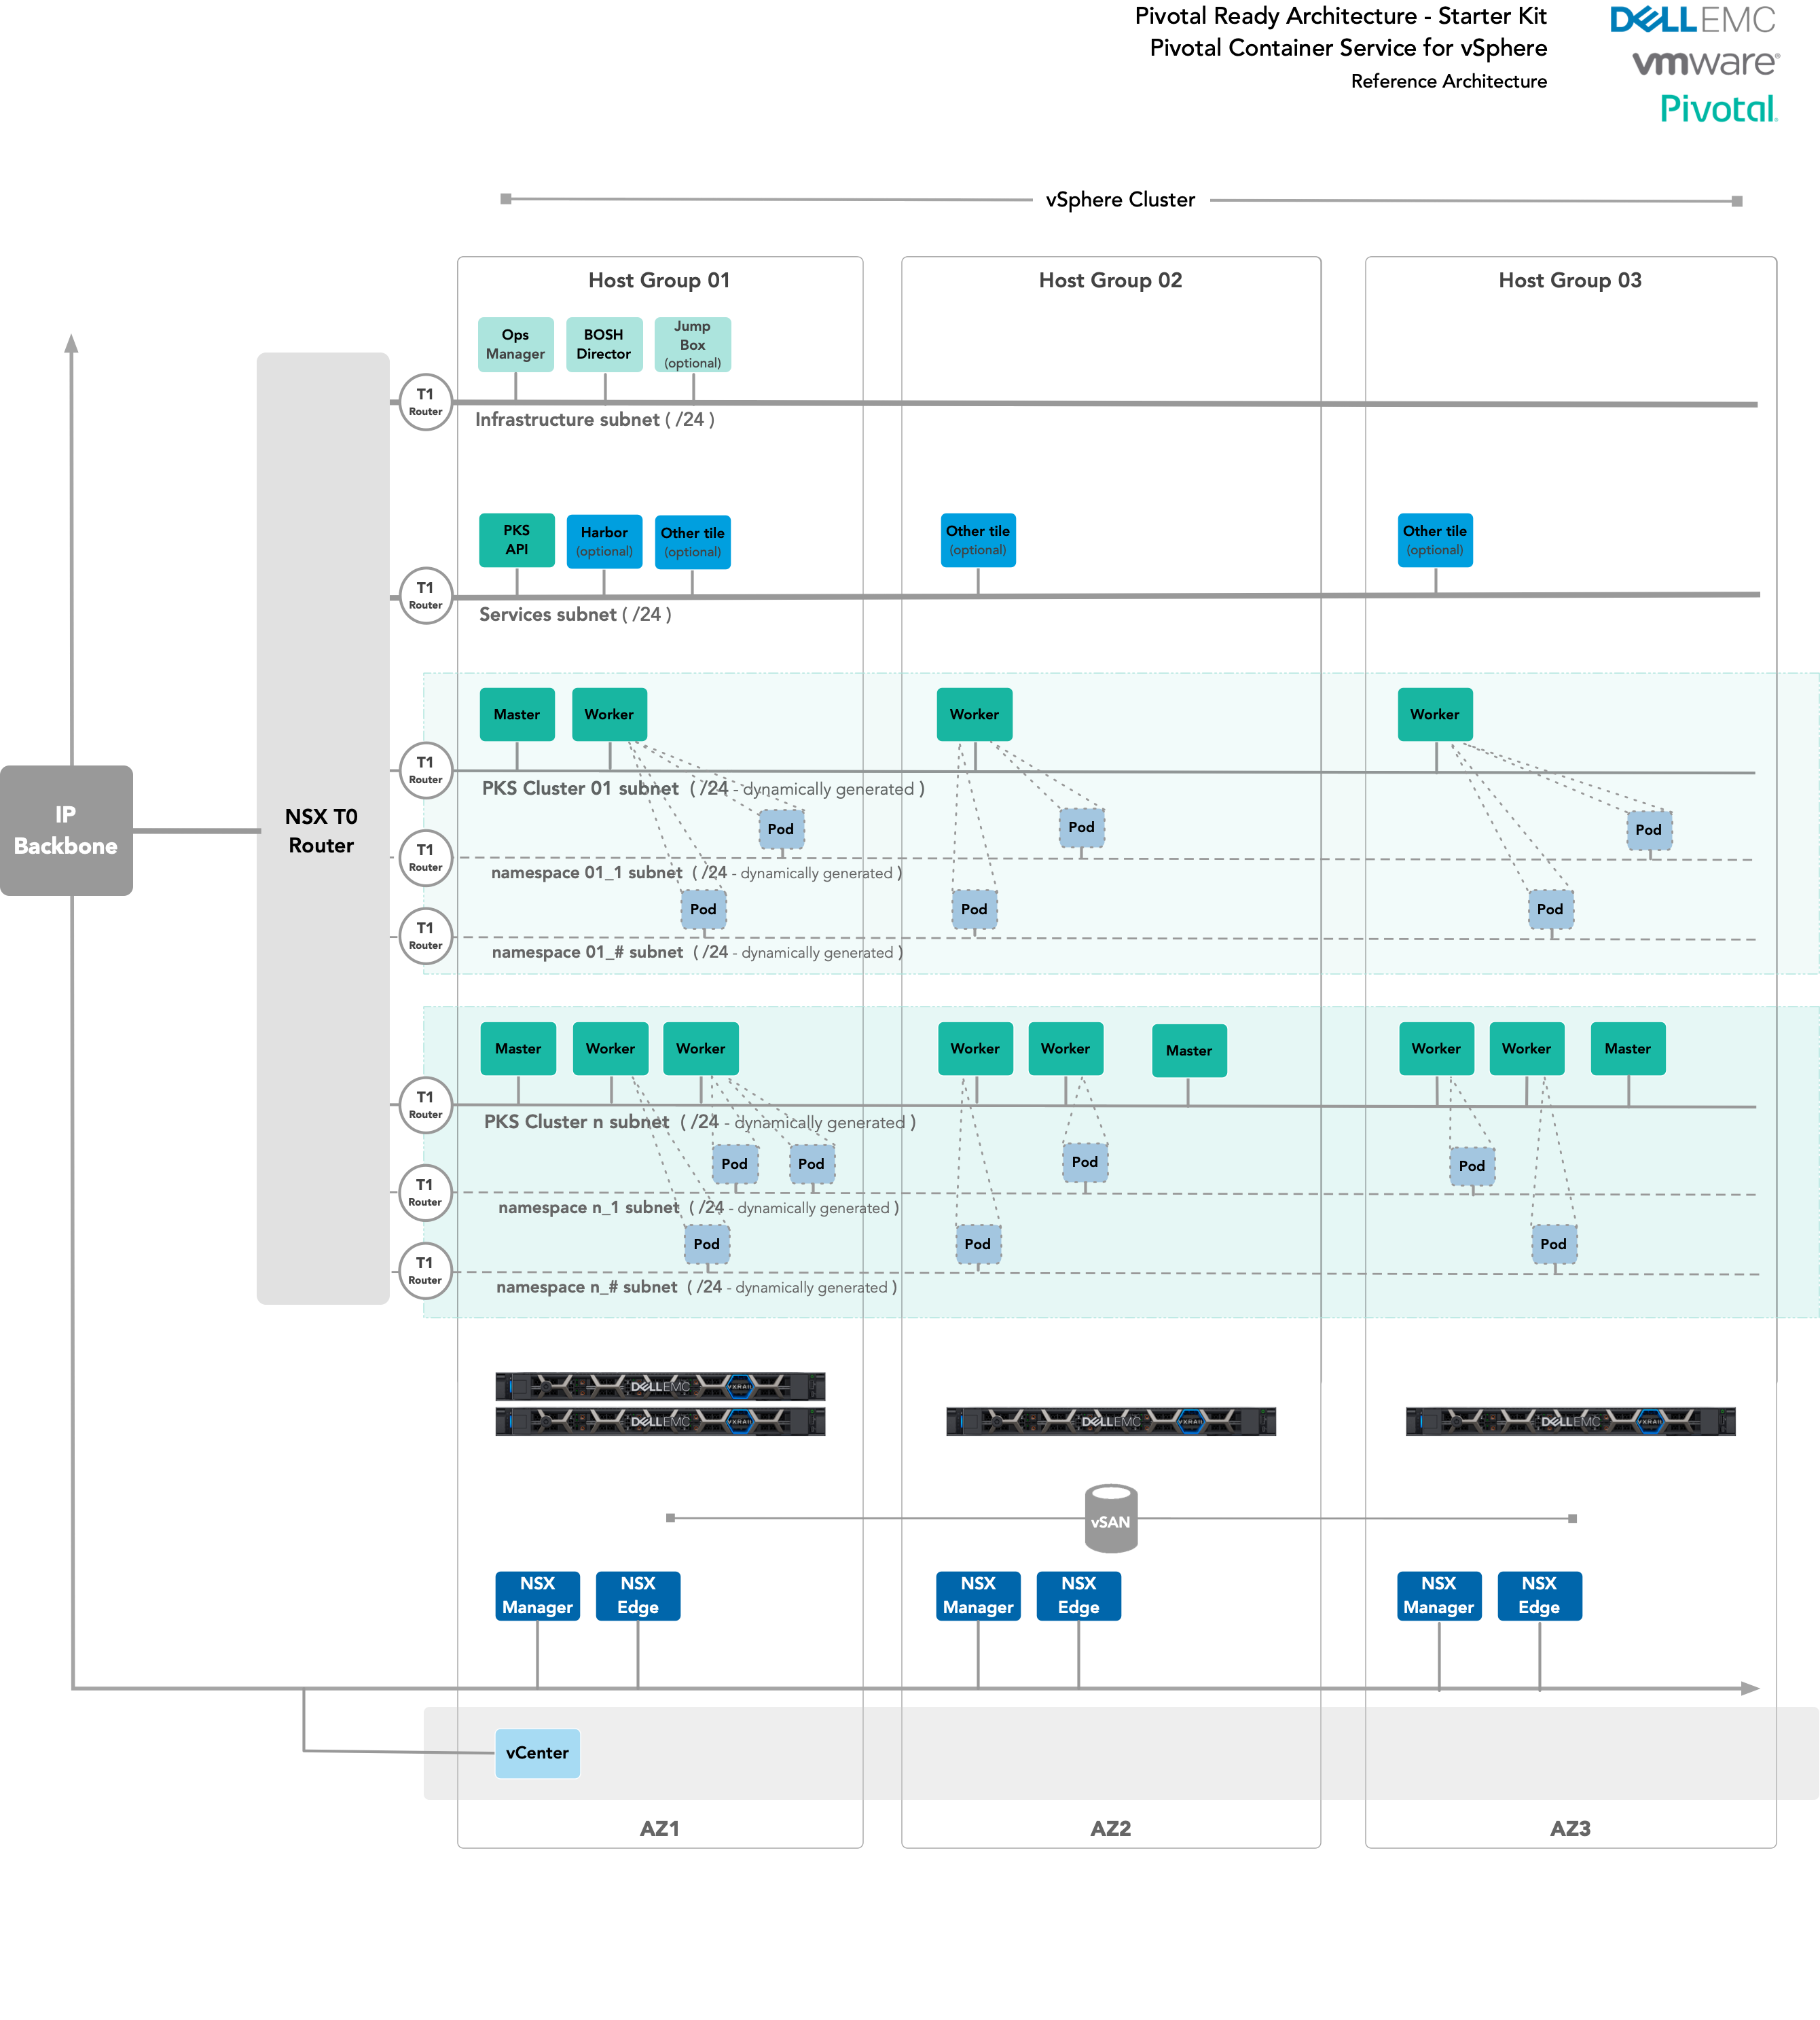 Pivotal Ready Architecture - Starter Kit
Pivotal Container Service for vSphere
Reference Architecture
DELLEMC
vmware®
Pivotal.
vSphere Cluster
Host Group 01
Host Group 02
Host Group 03
Ops
Manager
BOSH
Director
Jump
Box
(optional)
T1
Router
Infrastructure subnet ( /24 )
PKS
API
Harbor
(optional)
Other tile
(optional)
Other tile
(optional)
Other tile
(optional)
T1
Router
Services subnet ( /24 )
Master
Worker
Worker
Worker
T1
Router
PKS Cluster 01 subnet ( /24 - dynamically generated )
IP
Backbone
NSX T0
Router
Pod
Pod
Pod
T1
Router
namespace 01_1 subnet ( /24 - dynamically generated )
Pod
Pod
Pod
T1
Router
namespace 01_# subnet ( /24 - dynamically generated )
Master
Worker
Worker
Worker
Worker
Master
Worker
Worker
Master
T1
Router
PKS Cluster n subnet ( /24 - dynamically generated )
Pod
Pod
Pod
Pod
T1
Router
namespace n_1 subnet ( /24 - dynamically generated )
Pod
Pod
Pod
T1
Router
namespace n_# subnet ( /24 - dynamically generated )
DELLEMC VXRAIL
DELLEMC VXRAIL
DELLEMC VXRAIL
DELLEMC VXRAIL
vSAN
NSX
Manager
NSX
Edge
NSX
Manager
NSX
Edge
NSX
Manager
NSX
Edge
vCenter
AZ1
AZ2
AZ3